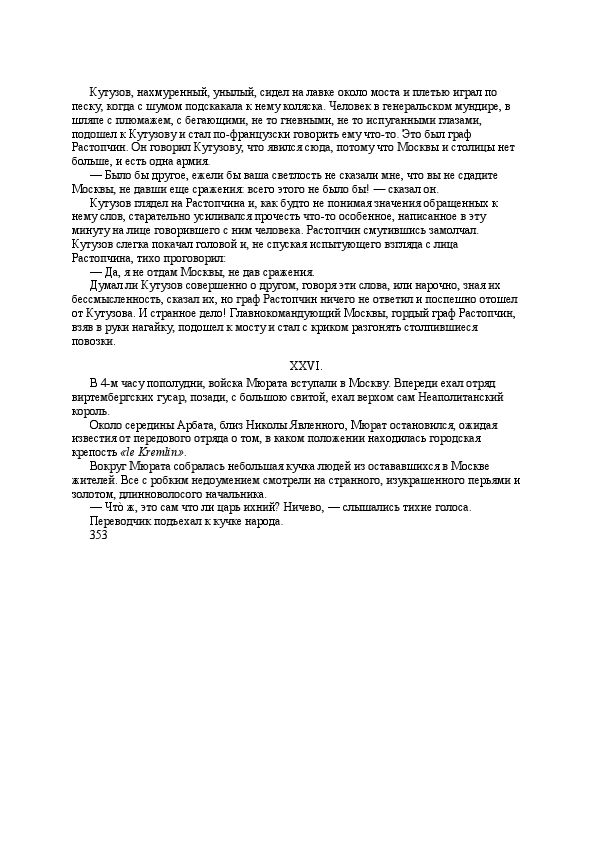 Кутузов, нахмуренный, унылый, сидел на лавке около моста и плетью играл по
песку, когда с шумом подскакала к нему коляска. Человек в генеральском мундире, в
шляпе с плюмажем, с бегающими, не то гневными, не то испуганными глазами,
подошел к Кутузову и стал по-французски говорить ему что-то. Это был граф
Растопчин. Он говорил Кутузову, что явился сюда, потому что Москвы и столицы нет
больше, и есть одна армия.
— Было бы другое, ежели бы ваша светлость не сказали мне, что вы не сдадите
Москвы, не давши еще сражения: всего этого не было бы! — сказал он.
Кутузов глядел на Растопчина и, как будто не понимая значения обращенных к
нему слов, старательно усиливался прочесть что-то особенное, написанное в эту
минуту на лице говорившего с ним человека. Растопчин смутившись замолчал.
Кутузов слегка покачал головой и, не спуская испытующего взгляда с лица
Растопчина, тихо проговорил:
— Да, я не отдам Москвы, не дав сражения.
Думал ли Кутузов совершенно о другом, говоря эти слова, или нарочно, зная их
бессмысленность, сказал их, но граф Растопчин ничего не ответил и поспешно отошел
от Кутузова. И странное дело! Главнокомандующий Москвы, гордый граф Растопчин,
взяв в руки нагайку, подошел к мосту и стал с криком разгонять столпившиеся
повозки.
XXVI.
В 4-м часу пополудни, войска Мюрата вступали в Москву. Впереди ехал отряд
виртембергских гусар, позади, с большою свитой, ехал верхом сам Неаполитанский
король.
Около середины Арбата, близ Николы Явленного, Мюрат остановился, ожидая
известия от передового отряда о том, в каком положении находилась городская
крепость «le Kremlin».
Вокруг Мюрата собралась небольшая кучка людей из остававшихся в Москве
жителей. Все с робким недоумением смотрели на странного, изукрашенного перьями и
золотом, длинноволосого начальника.
— Что̀ ж, это сам что ли царь ихний? Ничево, — слышались тихие голоса.
Переводчик подъехал к кучке народа.
353